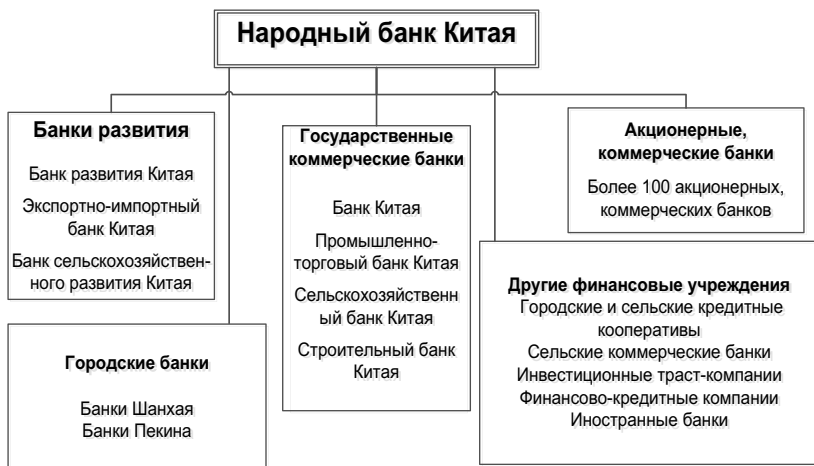 Народный банк Китая
Банки развития
Банк развития Китая
Экспортно-импортный
банк Китая
Банк сельскохозяйствен-
ного развития Китая
Государственные
коммерческие банки
Банк Китая
Промышленно-
торговый банк Китая
Сельскохозяйственн
ый банк Китая
Строительный банк
Китая
Акционерные,
коммерческие банки
Более 100 акционерных,
коммерческих банков
Городские банки
Банки Шанхая
Банки Пекина
Другие финансовые учреждения
Городские и сельские кредитные
кооперативы
Сельские коммерческие банки
Инвестиционные траст-компании
Финансово-кредитные компании
Иностранные банки